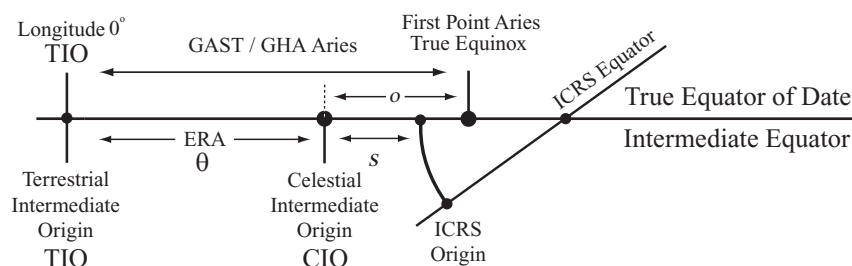 Longitude 0°
TIO
GAST / GHA Aries
First Point Aries
True Equinox
ICRS Equator
o
True Equator of Date
Intermediate Equator
ERA
θ
s
Terrestrial
Intermediate
Origin
TIO
Celestial
Intermediate
Origin
CIO
ICRS
Origin